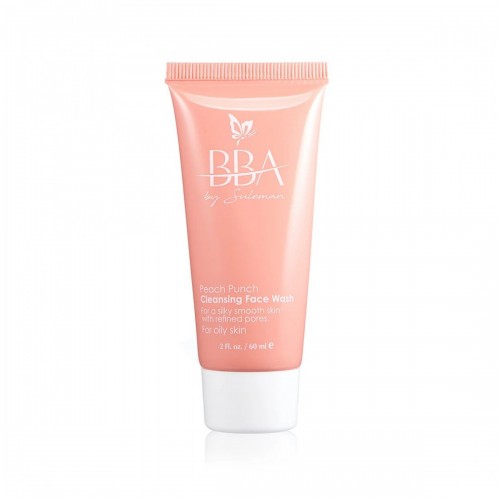 BBA
by Suleman
Peach Punch
Cleansing Face Wash
For a silky smooth skin
with refined pores.
For oily skin
2 fl. oz. / 60 ml e